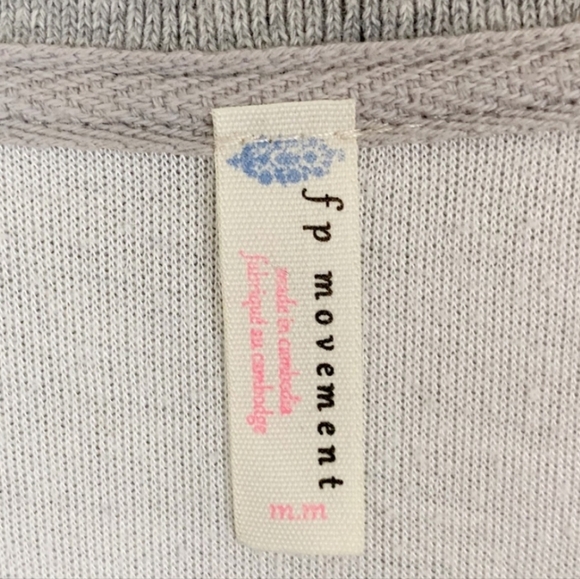 fp movement
made in cambodia
fabriqué au cambodge
m.m